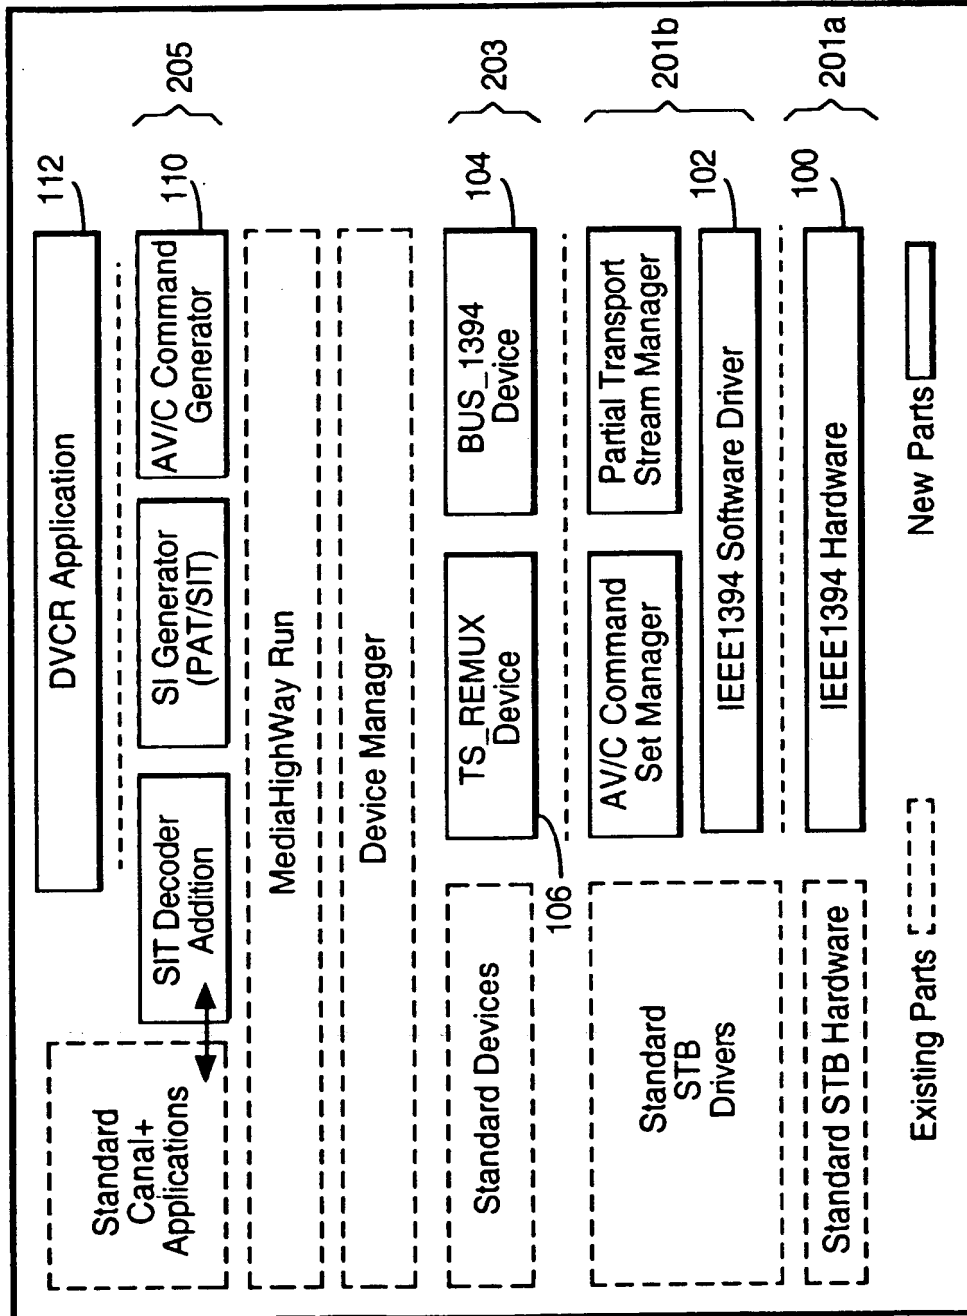 Standard
Canal+
Applications
DVCR Application
112
SIT Decoder
Addition
SI Generator
(PAT/SIT)
AV/C Command
Generator
110
205
MediaHighWay Run
Device Manager
Standard Devices
TS_REMUX
Device
106
BUS_1394
Device
104
203
Standard
STB
Drivers
AV/C Command
Set Manager
Partial Transport
Stream Manager
IEEE1394 Software Driver
102
201b
Standard STB Hardware
IEEE1394 Hardware
100
201a
Existing Parts
New Parts